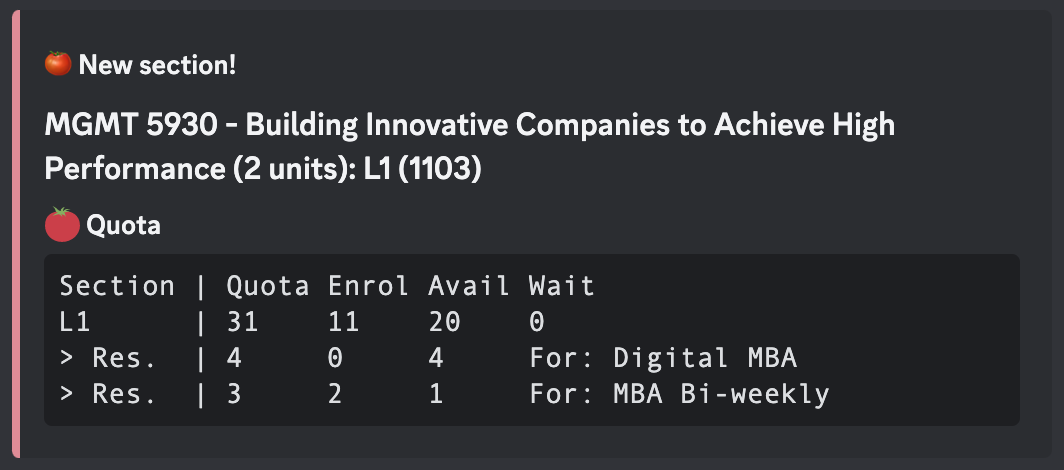 New section!
MGMT 5930 - Building Innovative Companies to Achieve High
Performance (2 units): L1 (1103)
Quota
Section | Quota Enrol Avail Wait
L1 | 31 11 20 0
> Res. | 4 0 4 For: Digital MBA
> Res. | 3 2 1 For: MBA Bi-weekly